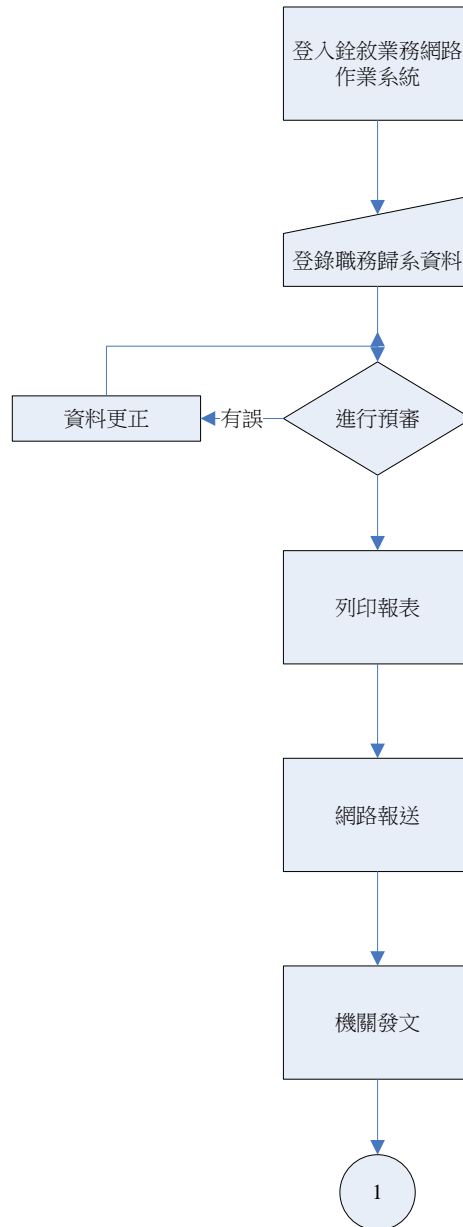 登入銓敘業務網路
作業系統
登錄職務歸系資料
資料更正
有誤
進行預審
列印報表
網路報送
機關發文
1